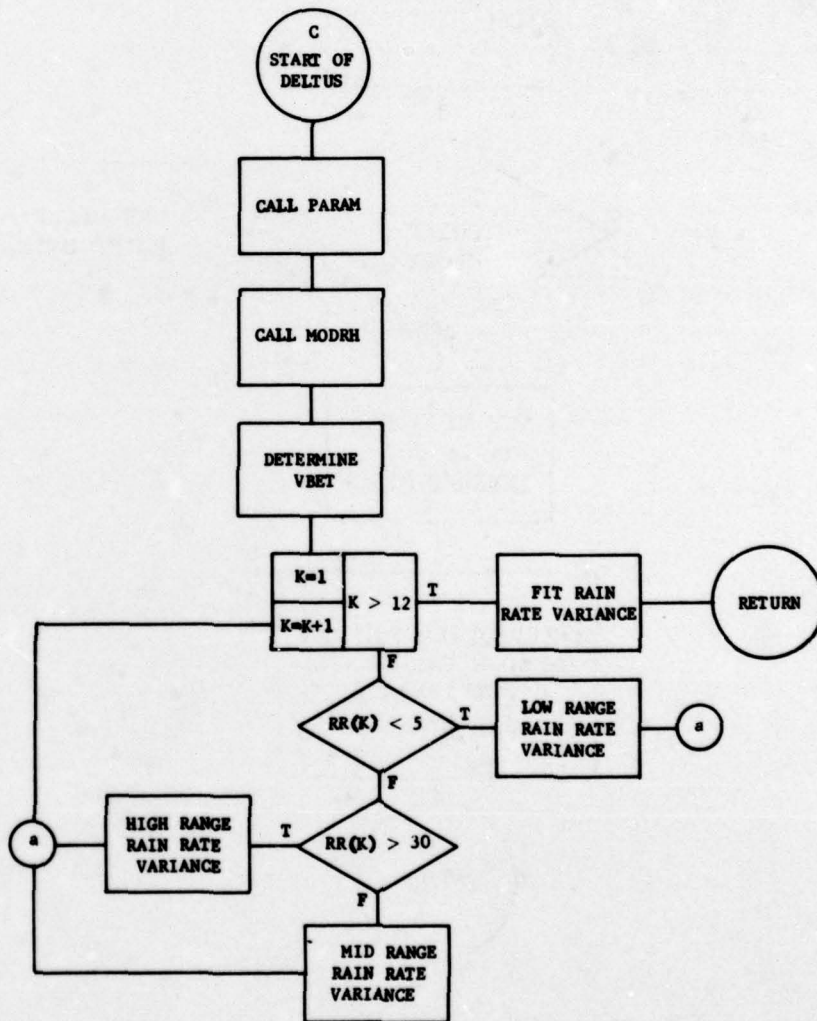 C
START OF
DELTUS
CALL PARAM
CALL MODRH
DETERMINE
VBET
K=1
K=K+1
K > 12
T
FIT RAIN
RATE VARIANCE
RETURN
F
RR(K) < 5
T
LOW RANGE
RAIN RATE
VARIANCE
a
F
RR(K) > 30
T
HIGH RANGE
RAIN RATE
VARIANCE
a
F
MID RANGE
RAIN RATE
VARIANCE